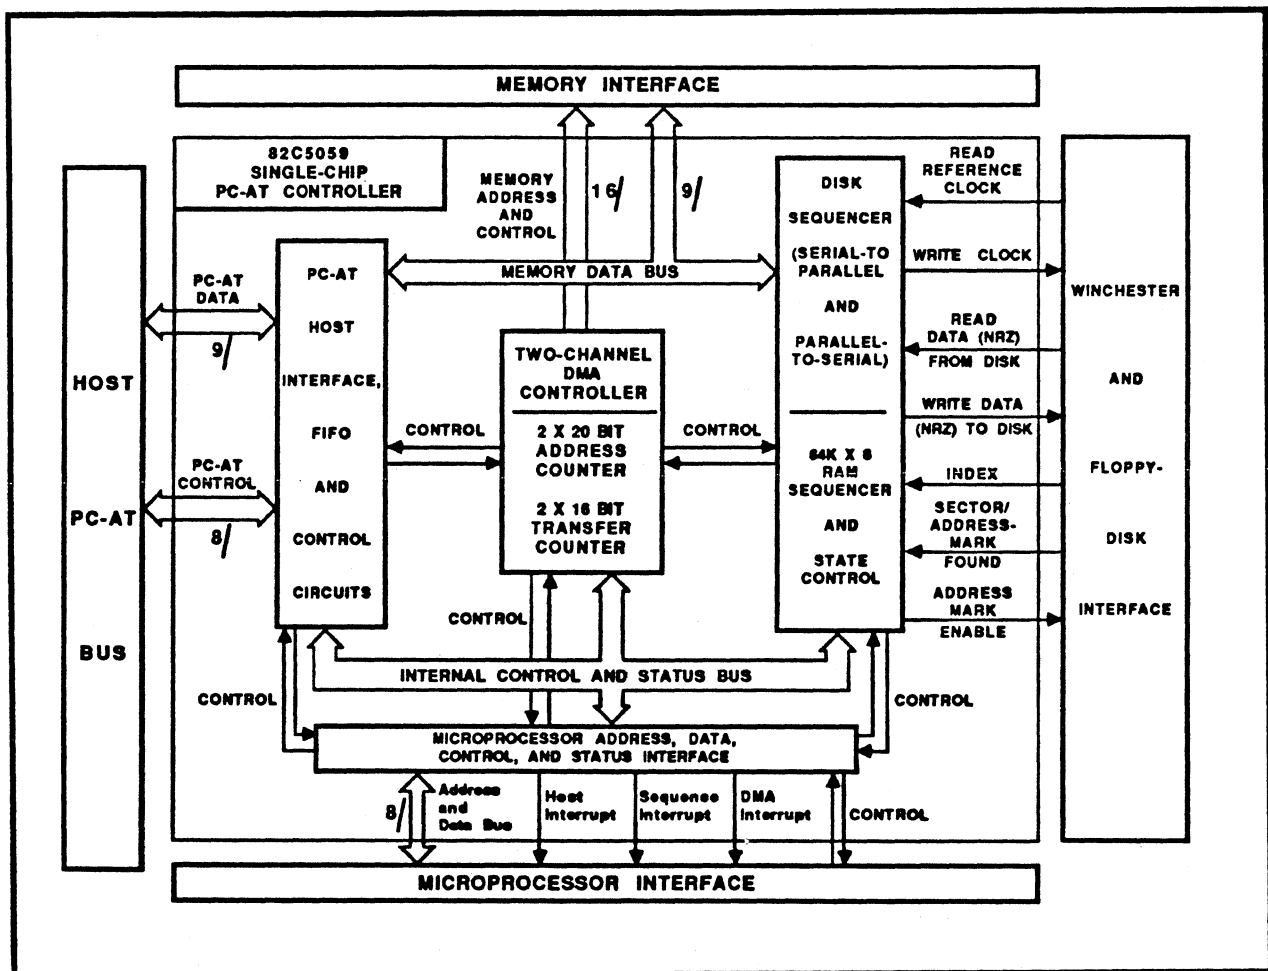 MEMORY INTERFACE
82C5059
SINGLE-CHIP
PC-AT CONTROLLER
MEMORY
ADDRESS
AND
CONTROL
16/
9/
MEMORY DATA BUS
HOST
PC-AT
BUS
PC-AT
DATA
9/
PC-AT
CONTROL
8/
PC-AT
HOST
INTERFACE,
FIFO
AND
CONTROL
CIRCUITS
CONTROL
TWO-CHANNEL
DMA
CONTROLLER
2 X 20 BIT
ADDRESS
COUNTER
2 X 16 BIT
TRANSFER
COUNTER
CONTROL
DISK
SEQUENCER
(SERIAL-TO
PARALLEL
AND
PARALLEL-
TO-SERIAL)
64K X 8
RAM
SEQUENCER
AND
STATE
CONTROL
READ
REFERENCE
CLOCK
WRITE CLOCK
READ
DATA (NRZ)
FROM DISK
WRITE DATA
(NRZ) TO DISK
INDEX
SECTOR/
ADDRESS-
MARK
FOUND
ADDRESS
MARK
ENABLE
WINCHESTER
AND
FLOPPY-
DISK
INTERFACE
CONTROL
INTERNAL CONTROL AND STATUS BUS
CONTROL
CONTROL
MICROPROCESSOR ADDRESS, DATA,
CONTROL, AND STATUS INTERFACE
8/
Address
and
Data Bus
Host
Interrupt
Sequence
Interrupt
DMA
Interrupt
CONTROL
MICROPROCESSOR INTERFACE